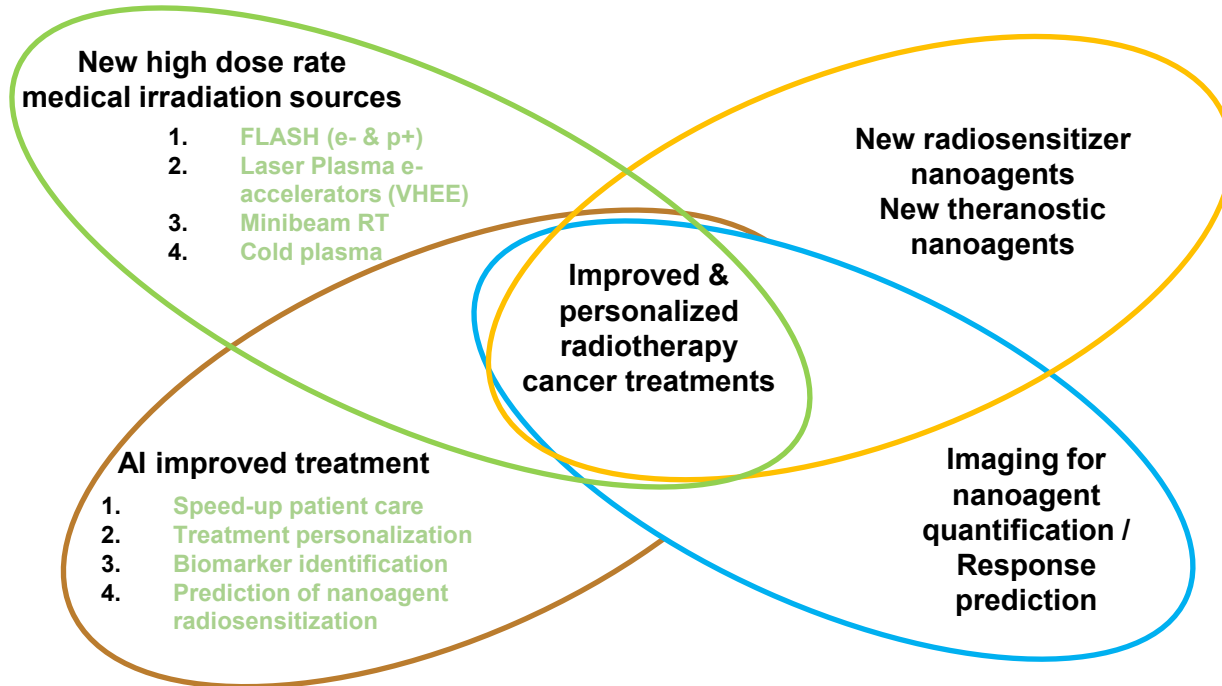 New high dose rate
medical irradiation sources
1. FLASH (e- & p+)
2. Laser Plasma e-
accelerators (VHEE)
3. Minibeam RT
4. Cold plasma
New radiosensitizer
nanoagents
New theranostic
nanoagents
Improved &
personalized
radiotherapy
cancer treatments
AI improved treatment
1. Speed-up patient care
2. Treatment personalization
3. Biomarker identification
4. Prediction of nanoagent
radiosensitization
Imaging for
nanoagent
quantification /
Response
prediction